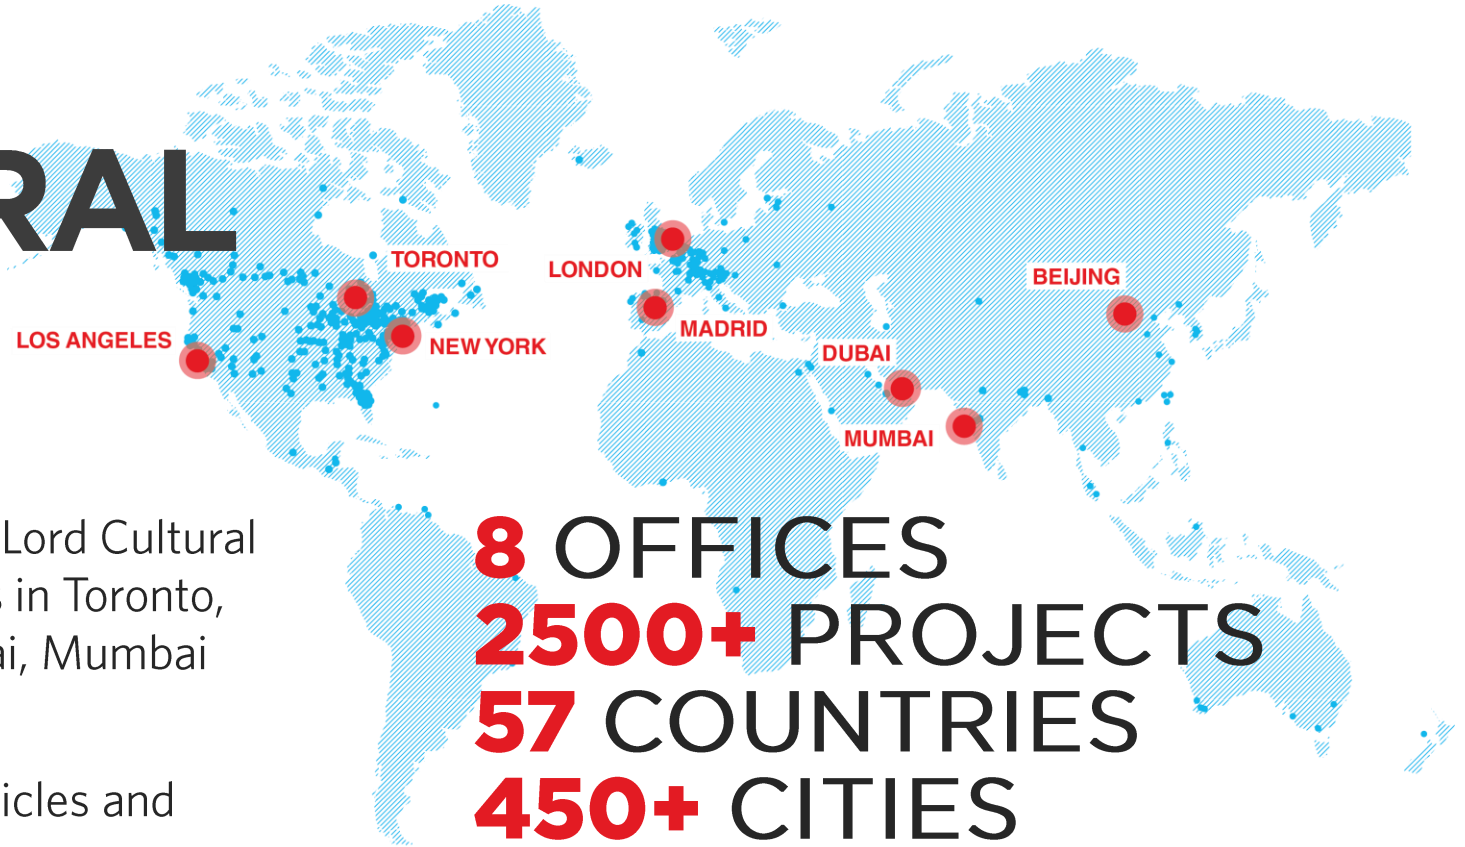 RAL
TORONTO
LONDON
BEIJING
LOS ANGELES
NEW YORK
MADRID
DUBAI
MUMBAI
Lord Cultural
s in Toronto,
ai, Mumbai
icles and
8 OFFICES
2500+ PROJECTS
57 COUNTRIES
450+ CITIES